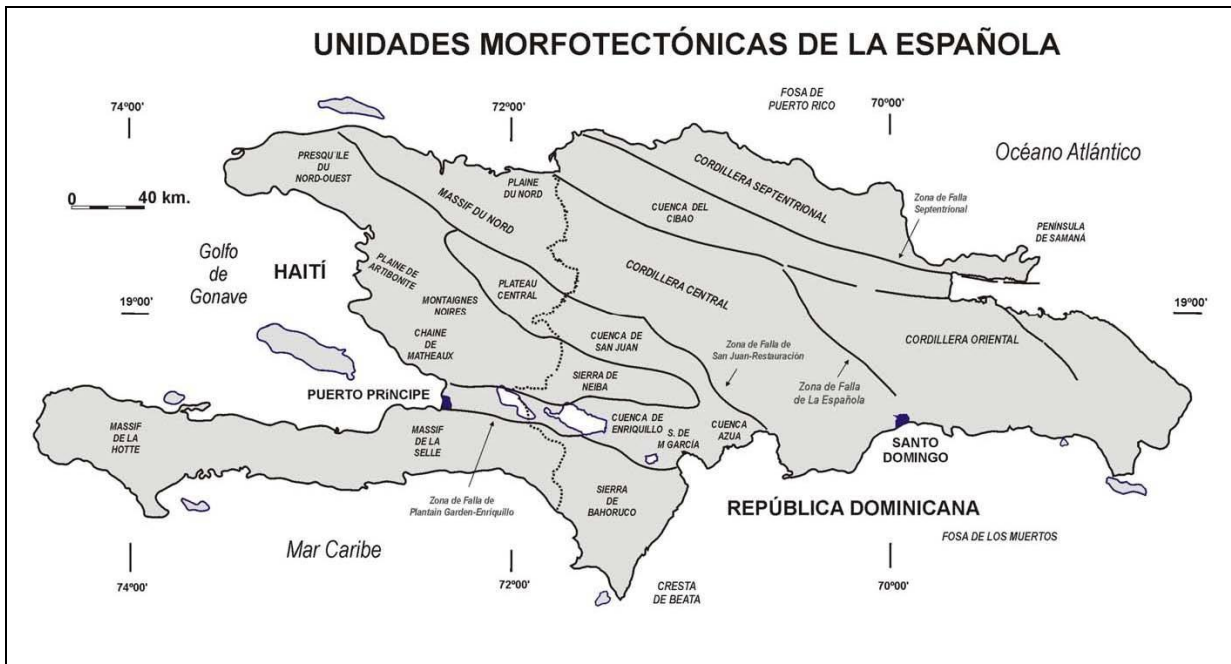 UNIDADES MORFOTECTÓNICAS DE LA ESPAÑOLA
74º00'
72º00'
FOSA DE
PUERTO RICO
70º00'
Océano Atlántico
PRESQU'ILE
DU
NORD-OUEST
PLAINE
DU NORD
CORDILLERA SEPTENTRIONAL
Zona de Falla
Septentrional
0 40 km.
MASSIF DU NORD
CUENCA DEL
CIBAO
PENÍNSULA
DE SAMANÁ
Golfo
de
Gonave
HAITÍ
PLAINE DE
ARTIBONITE
PLATEAU
CENTRAL
CORDILLERA CENTRAL
19º00'
MONTAIGNES
NOIRES
19º00'
CHAINE
DE
MATHEAUX
CUENCA DE
SAN JUAN
Zona de Falla de
San Juan-Restauración
CORDILLERA ORIENTAL
SIERRA DE
NEIBA
Zona de Falla
de La Española
PUERTO PRíNCIPE
CUENCA DE
ENRIQUILLO
MASSIF
DE LA
HOTTE
MASSIF
DE LA
SELLE
S. DE
M GARCÍA
CUENCA
AZUA
SANTO
DOMINGO
Zona de Falla de
Plantain Garden-Enriquillo
SIERRA
DE
BAHORUCO
REPÚBLICA DOMINICANA
FOSA DE LOS MUERTOS
Mar Caribe
74º00'
72º00'
CRESTA
DE BEATA
70º00'